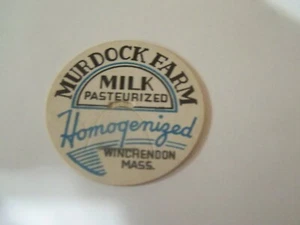 MURDOCK FARM
MILK
PASTEURIZED
Homogenized
WINCHENDON
MASS.